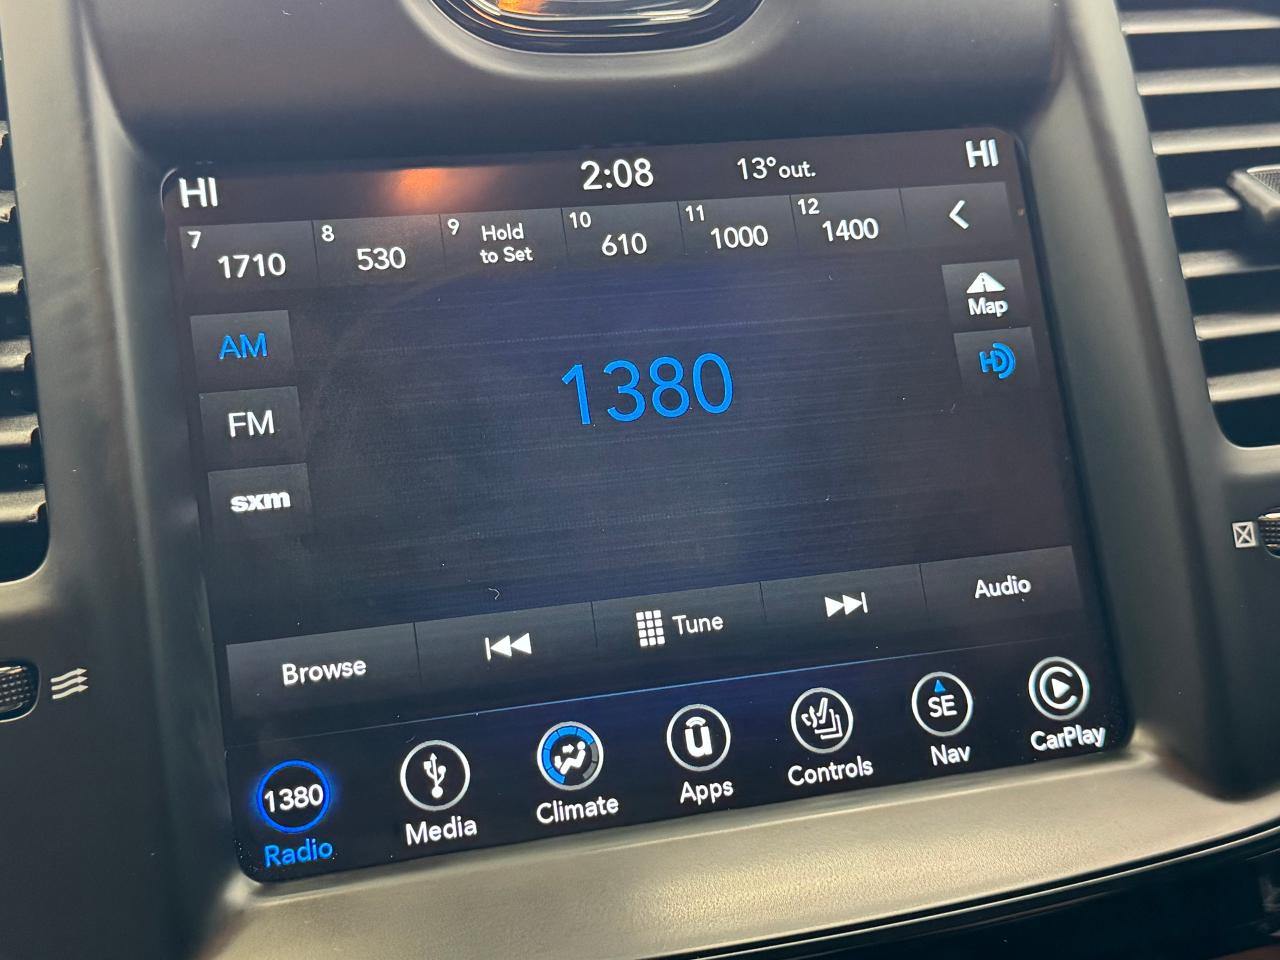 HI 2:08 13° out. HI
7 1710 8 530 9 Hold to Set 10 610 11 1000 12 1400
Map
AM
1380
HD
FM
sxm
Browse Tune Audio
1380 SE
Radio Media Climate Apps Controls Nav CarPlay